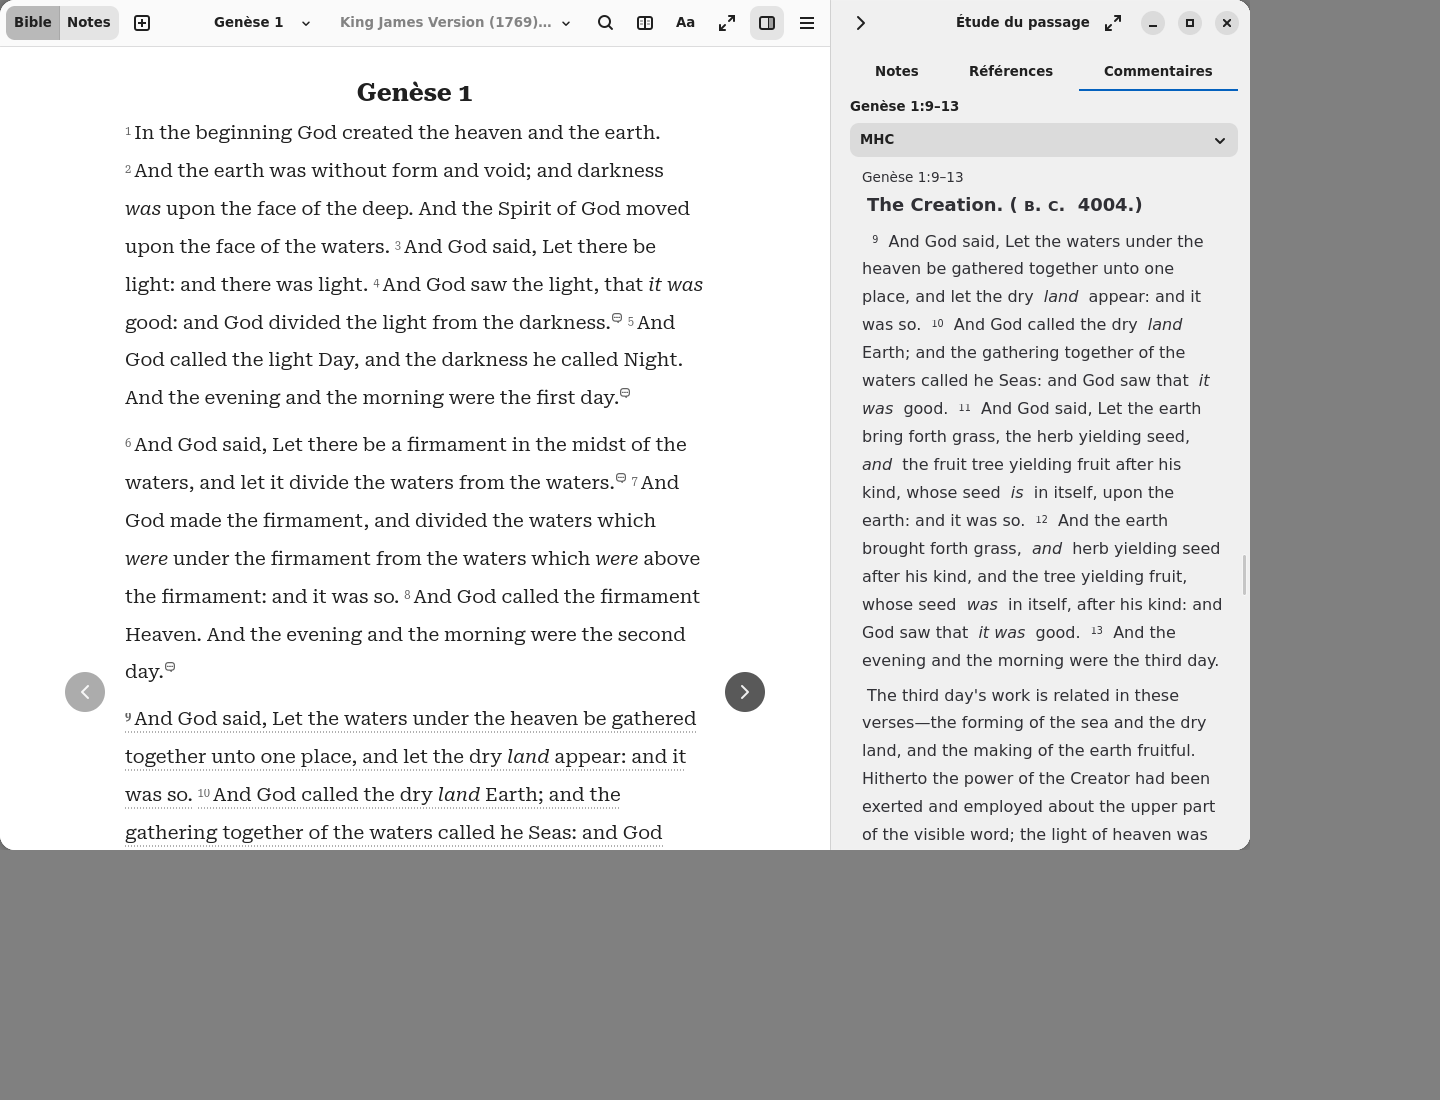 Bible Notes Genèse 1 King James Version (1769)... Aa
Genèse 1
1 In the beginning God created the heaven and the earth.
2 And the earth was without form and void; and darkness
was upon the face of the deep. And the Spirit of God moved
upon the face of the waters. 3 And God said, Let there be
light: and there was light. 4 And God saw the light, that it was
good: and God divided the light from the darkness. 5 And
God called the light Day, and the darkness he called Night.
And the evening and the morning were the first day.
6 And God said, Let there be a firmament in the midst of the
waters, and let it divide the waters from the waters. 7 And
God made the firmament, and divided the waters which
were under the firmament from the waters which were above
the firmament: and it was so. 8 And God called the firmament
Heaven. And the evening and the morning were the second
day.
9 And God said, Let the waters under the heaven be gathered
together unto one place, and let the dry land appear: and it
was so. 10 And God called the dry land Earth; and the
gathering together of the waters called he Seas: and God
Étude du passage
Notes Références Commentaires
Genèse 1:9–13
MHC
Genèse 1:9–13
The Creation. ( B. C. 4004.)
9 And God said, Let the waters under the
heaven be gathered together unto one
place, and let the dry land appear: and it
was so. 10 And God called the dry land
Earth; and the gathering together of the
waters called he Seas: and God saw that it
was good. 11 And God said, Let the earth
bring forth grass, the herb yielding seed,
and the fruit tree yielding fruit after his
kind, whose seed is in itself, upon the
earth: and it was so. 12 And the earth
brought forth grass, and herb yielding seed
after his kind, and the tree yielding fruit,
whose seed was in itself, after his kind: and
God saw that it was good. 13 And the
evening and the morning were the third day.
The third day's work is related in these
verses—the forming of the sea and the dry
land, and the making of the earth fruitful.
Hitherto the power of the Creator had been
exerted and employed about the upper part
of the visible word; the light of heaven was